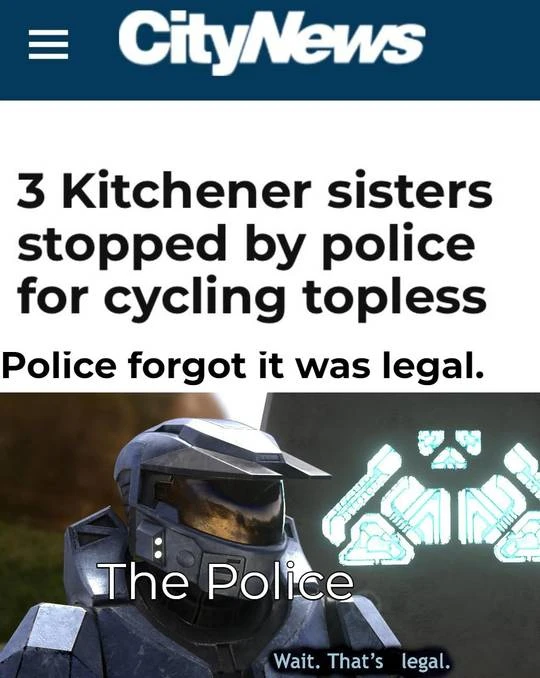 CityNews
3 Kitchener sisters
stopped by police
for cycling topless
Police forgot it was legal.
The Police
Wait. That's legal.